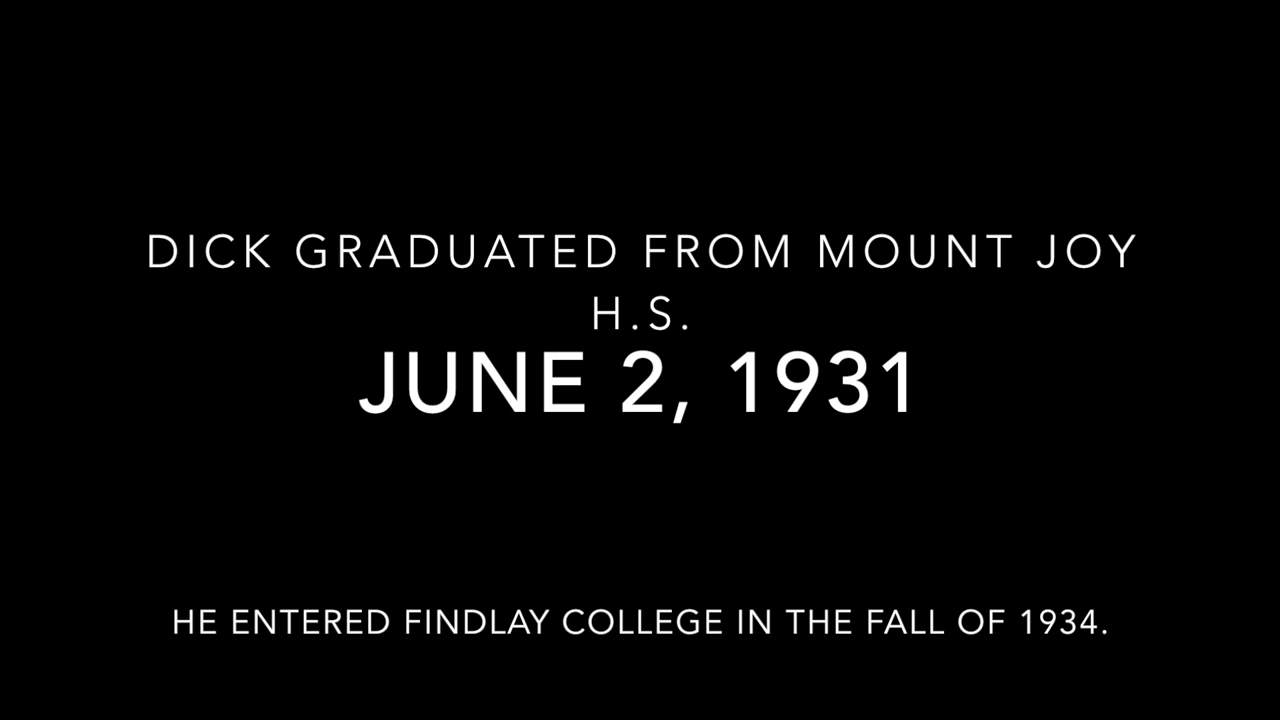 DICK GRADUATED FROM MOUNT JOY
H.S.
JUNE 2, 1931
HE ENTERED FINDLAY COLLEGE IN THE FALL OF 1934.